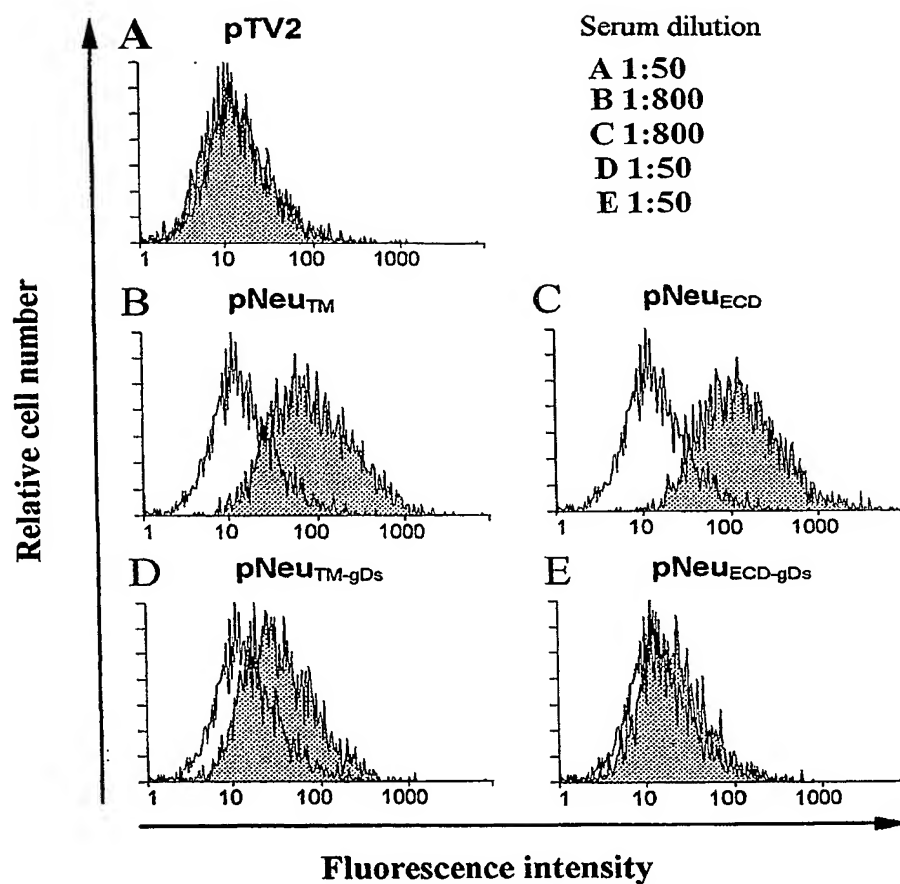 A pTV2
Serum dilution
A 1:50
B 1:800
C 1:800
D 1:50
E 1:50
1 10 100 1000
Relative cell number
B pNeuTM
1 10 100 1000
C pNeuECD
1 10 100 1000
D pNeuTM-gDs
1 10 100 1000
E pNeuECD-gDs
1 10 100 1000
Fluorescence intensity